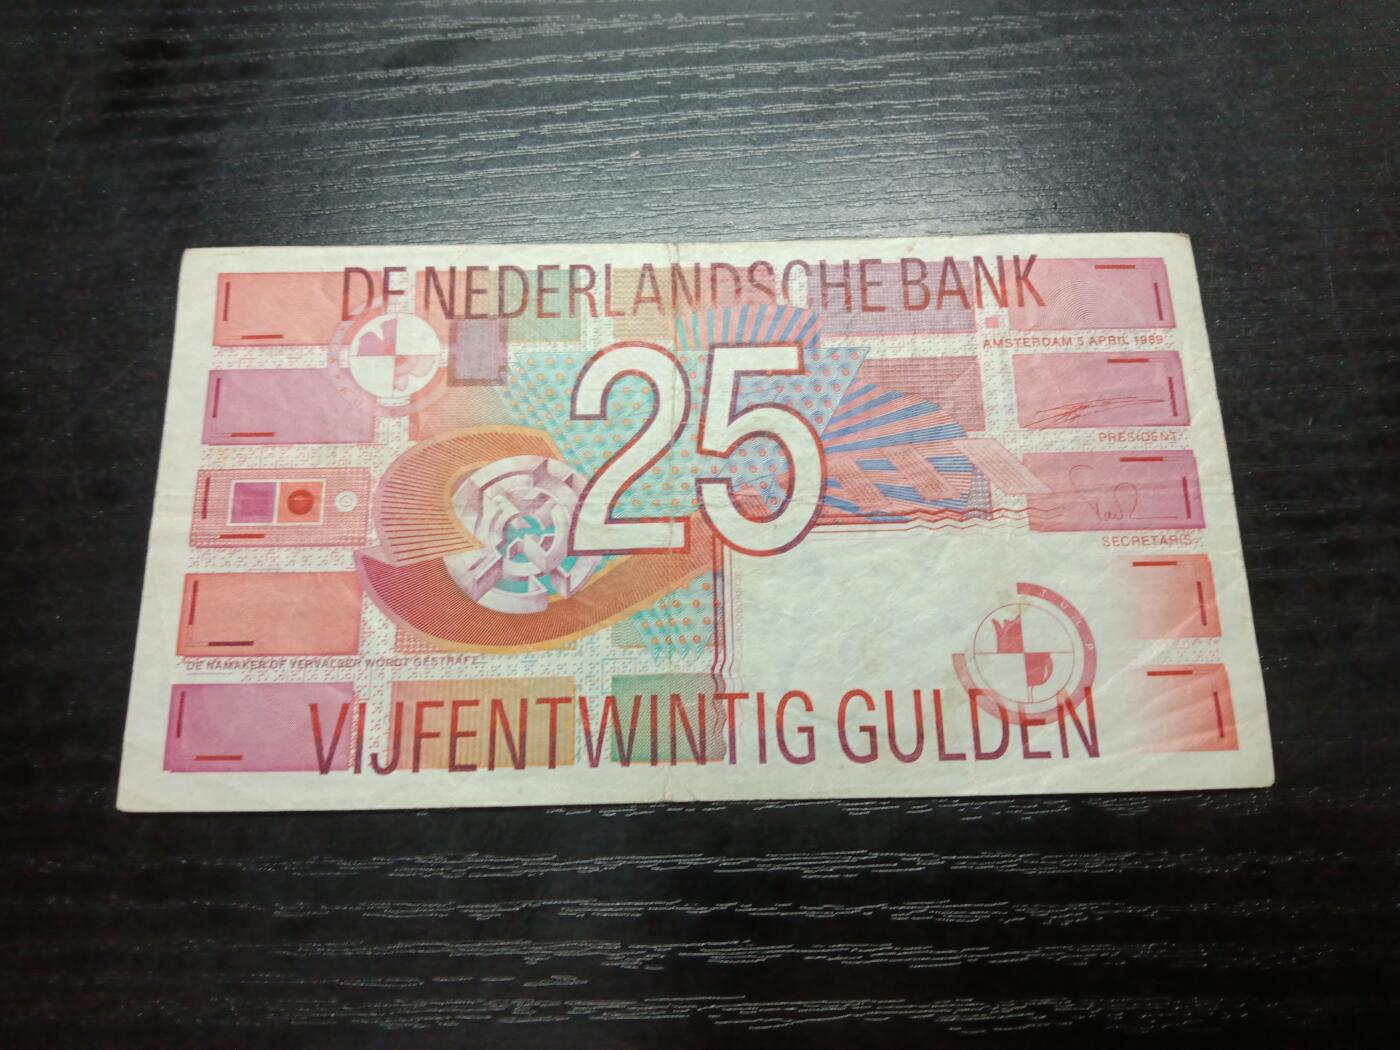 DE NEDERLANDSCHE BANK
AMSTERDAM 5 APRIL 1989
25
PRESIDENT
SECRETARIS
TULP
DE NAMAKER OF VERVALSER WORDT GESTRAFT
VIJFENTWINTIG GULDEN